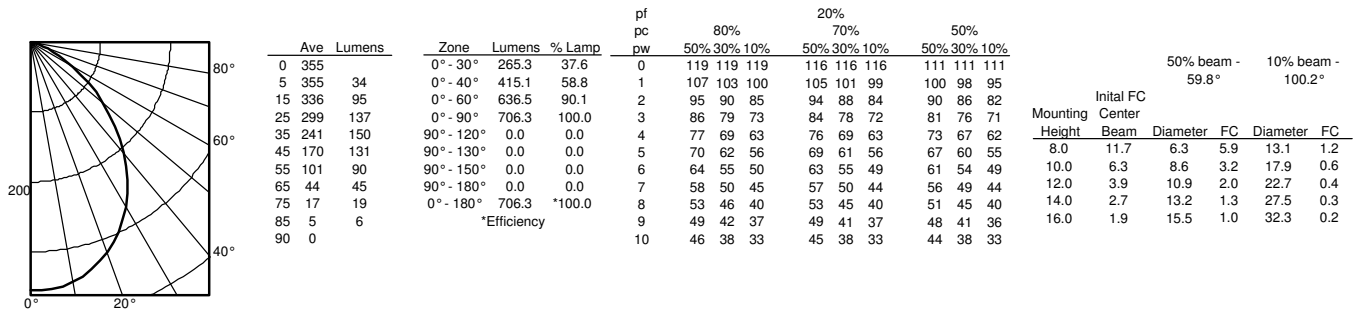 80°
60°
200
40°
0° 20°
Ave Lumens
0 355
5 355 34
15 336 95
25 299 137
35 241 150
45 170 131
55 101 90
65 44 45
75 17 19
85 5 6
90 0
Zone Lumens % Lamp
0° - 30° 265.3 37.6
0° - 40° 415.1 58.8
0° - 60° 636.5 90.1
0° - 90° 706.3 100.0
90° - 120° 0.0 0.0
90° - 130° 0.0 0.0
90° - 150° 0.0 0.0
90° - 180° 0.0 0.0
0° - 180° 706.3 *100.0
*Efficiency
pf 20%
pc 80% 70% 50%
pw 50% 30% 10% 50% 30% 10% 50% 30% 10%
0 119 119 119 116 116 116 111 111 111
1 107 103 100 105 101 99 100 98 95
2 95 90 85 94 88 84 90 86 82
3 86 79 73 84 78 72 81 76 71
4 77 69 63 76 69 63 73 67 62
5 70 62 56 69 61 56 67 60 55
6 64 55 50 63 55 49 61 54 49
7 58 50 45 57 50 44 56 49 44
8 53 46 40 53 45 40 51 45 40
9 49 42 37 49 41 37 48 41 36
10 46 38 33 45 38 33 44 38 33
50% beam - 10% beam -
59.8° 100.2°
Inital FC
Mounting Center
Height Beam Diameter FC Diameter FC
8.0 11.7 6.3 5.9 13.1 1.2
10.0 6.3 8.6 3.2 17.9 0.6
12.0 3.9 10.9 2.0 22.7 0.4
14.0 2.7 13.2 1.3 27.5 0.3
16.0 1.9 15.5 1.0 32.3 0.2